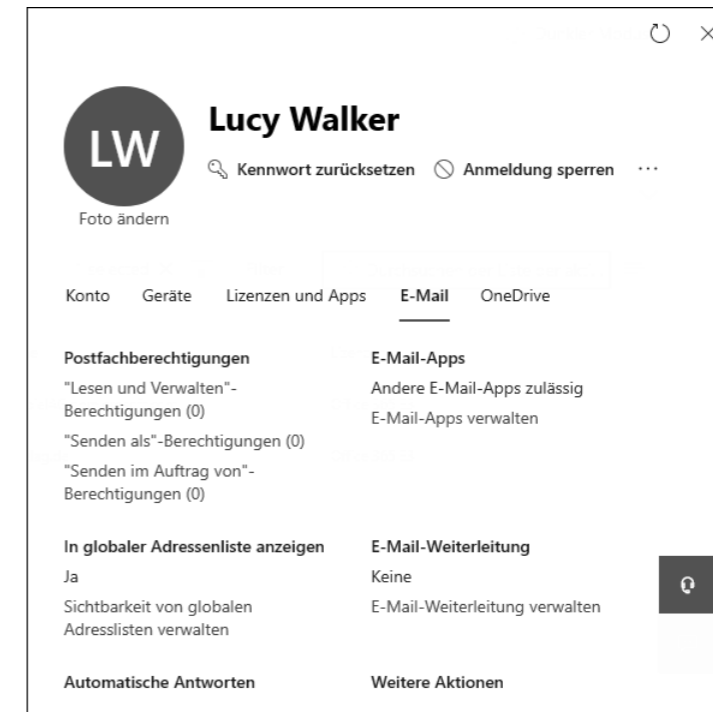 Lucy Walker
LW
Kennwort zurücksetzen Anmeldung sperren ...
Foto ändern
Konto Geräte Lizenzen und Apps E-Mail OneDrive
Postfachberechtigungen
"Lesen und Verwalten"-
Berechtigungen (0)
"Senden als"-Berechtigungen (0)
"Senden im Auftrag von"-
Berechtigungen (0)
E-Mail-Apps
Andere E-Mail-Apps zulässig
E-Mail-Apps verwalten
In globaler Adressenliste anzeigen
Ja
Sichtbarkeit von globalen
Adresslisten verwalten
E-Mail-Weiterleitung
Keine
E-Mail-Weiterleitung verwalten
Automatische Antworten
Weitere Aktionen